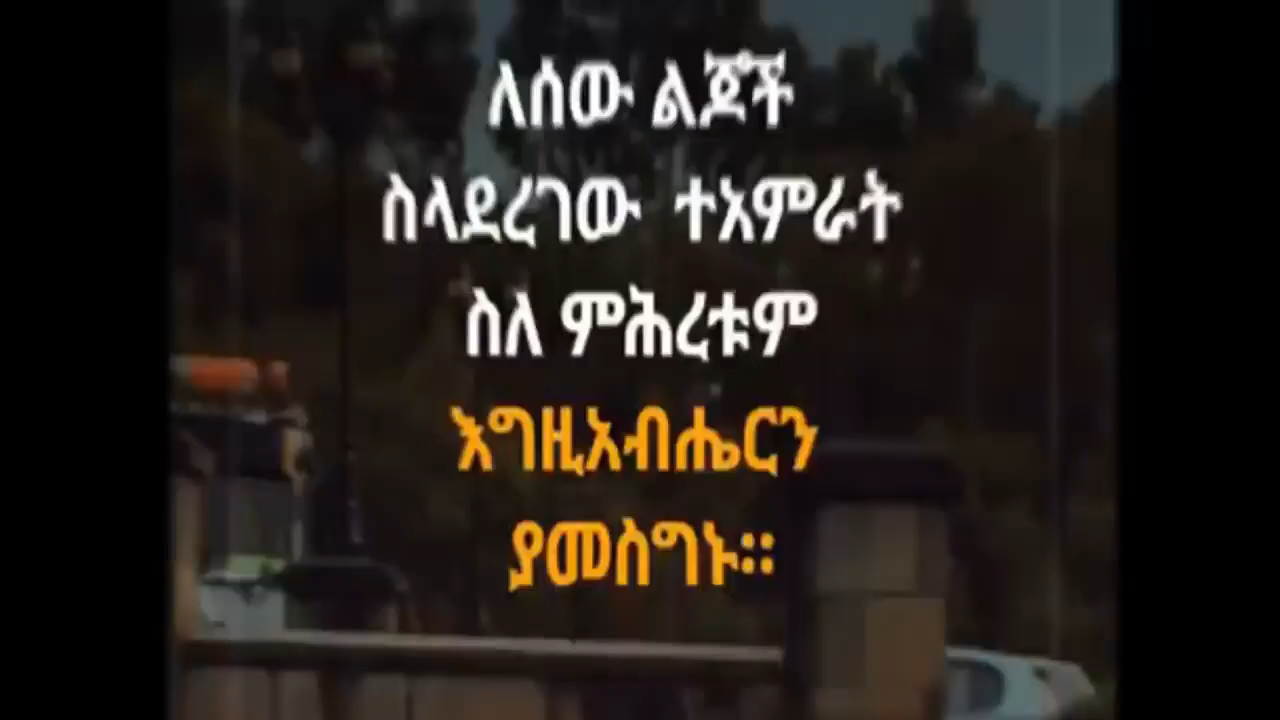 ለሰው ልጆች
ስላደረገው ተአምራት
ስለ ምሕረቱም
እግዚአብሔርን
ያመስግኑ።